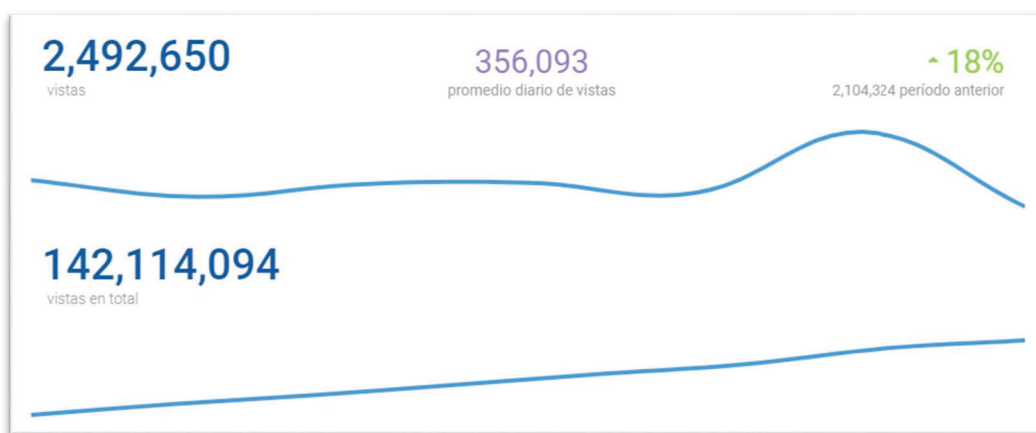 2,492,650
vistas
356,093
promedio diario de vistas
18%
2,104,324 período anterior
142,114,094
vistas en total